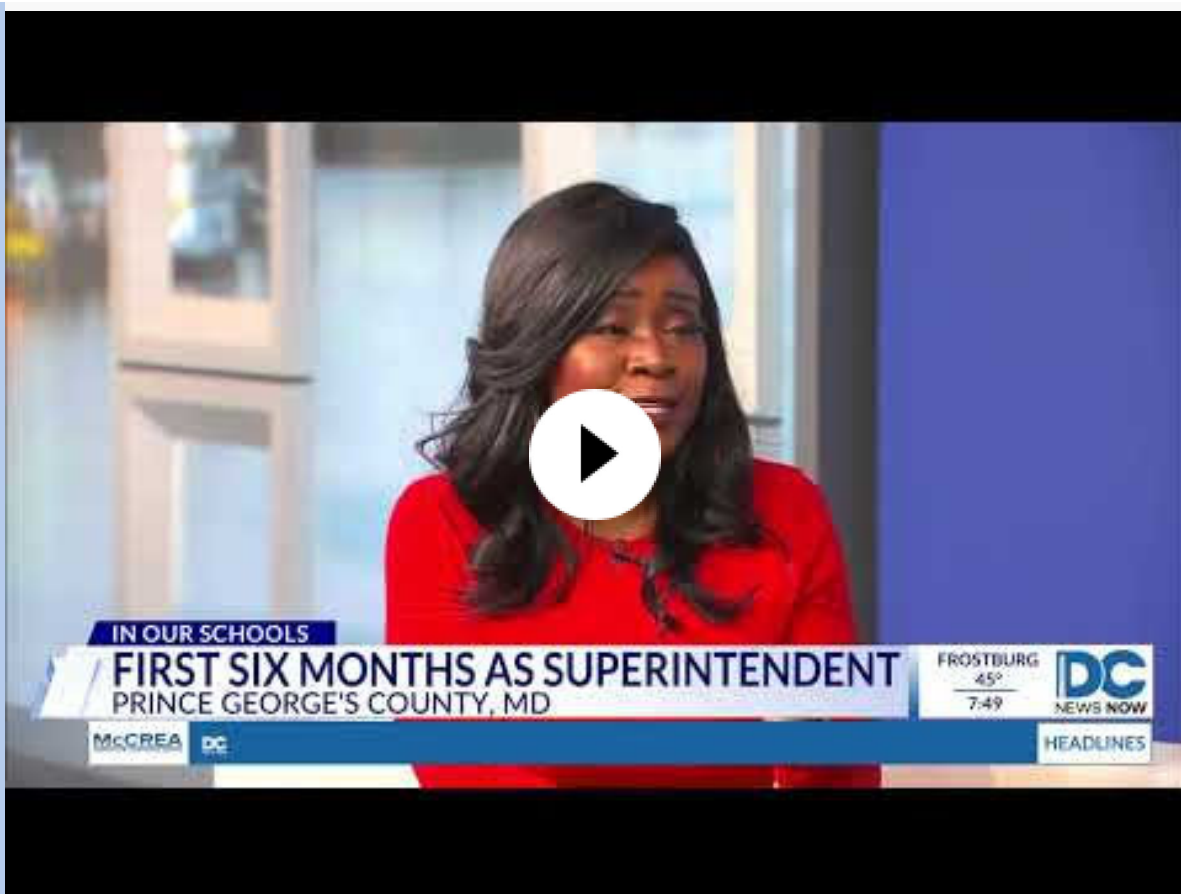 IN OUR SCHOOLS
FIRST SIX MONTHS AS SUPERINTENDENT
PRINCE GEORGE'S COUNTY, MD
FROSTBURG
45°
7:49
DC
NEWS NOW
McCREA
DC
HEADLINES